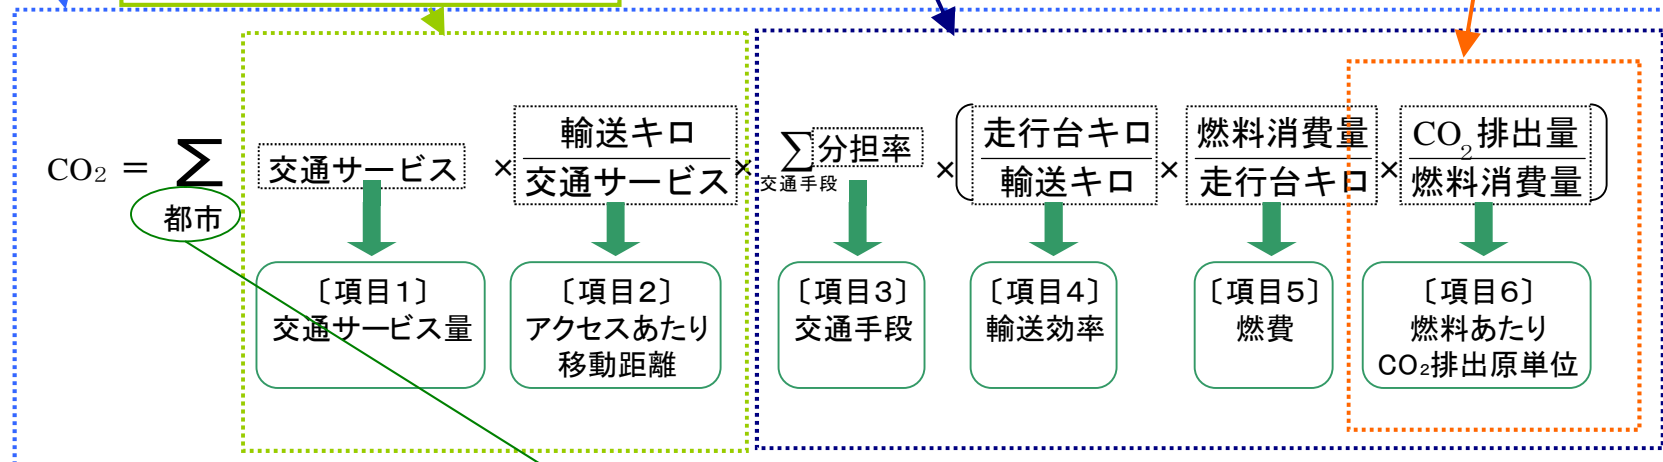 CO₂ = ∑ 交通サービス × 輸送キロ/交通サービス × ∑分担率 × (走行台キロ/輸送キロ × 燃料消費量/走行台キロ × CO₂排出量/燃料消費量)
都市
交通手段
〔項目1〕
交通サービス量
〔項目2〕
アクセスあたり
移動距離
〔項目3〕
交通手段
〔項目4〕
輸送効率
〔項目5〕
燃費
〔項目6〕
燃料あたり
CO₂排出原単位